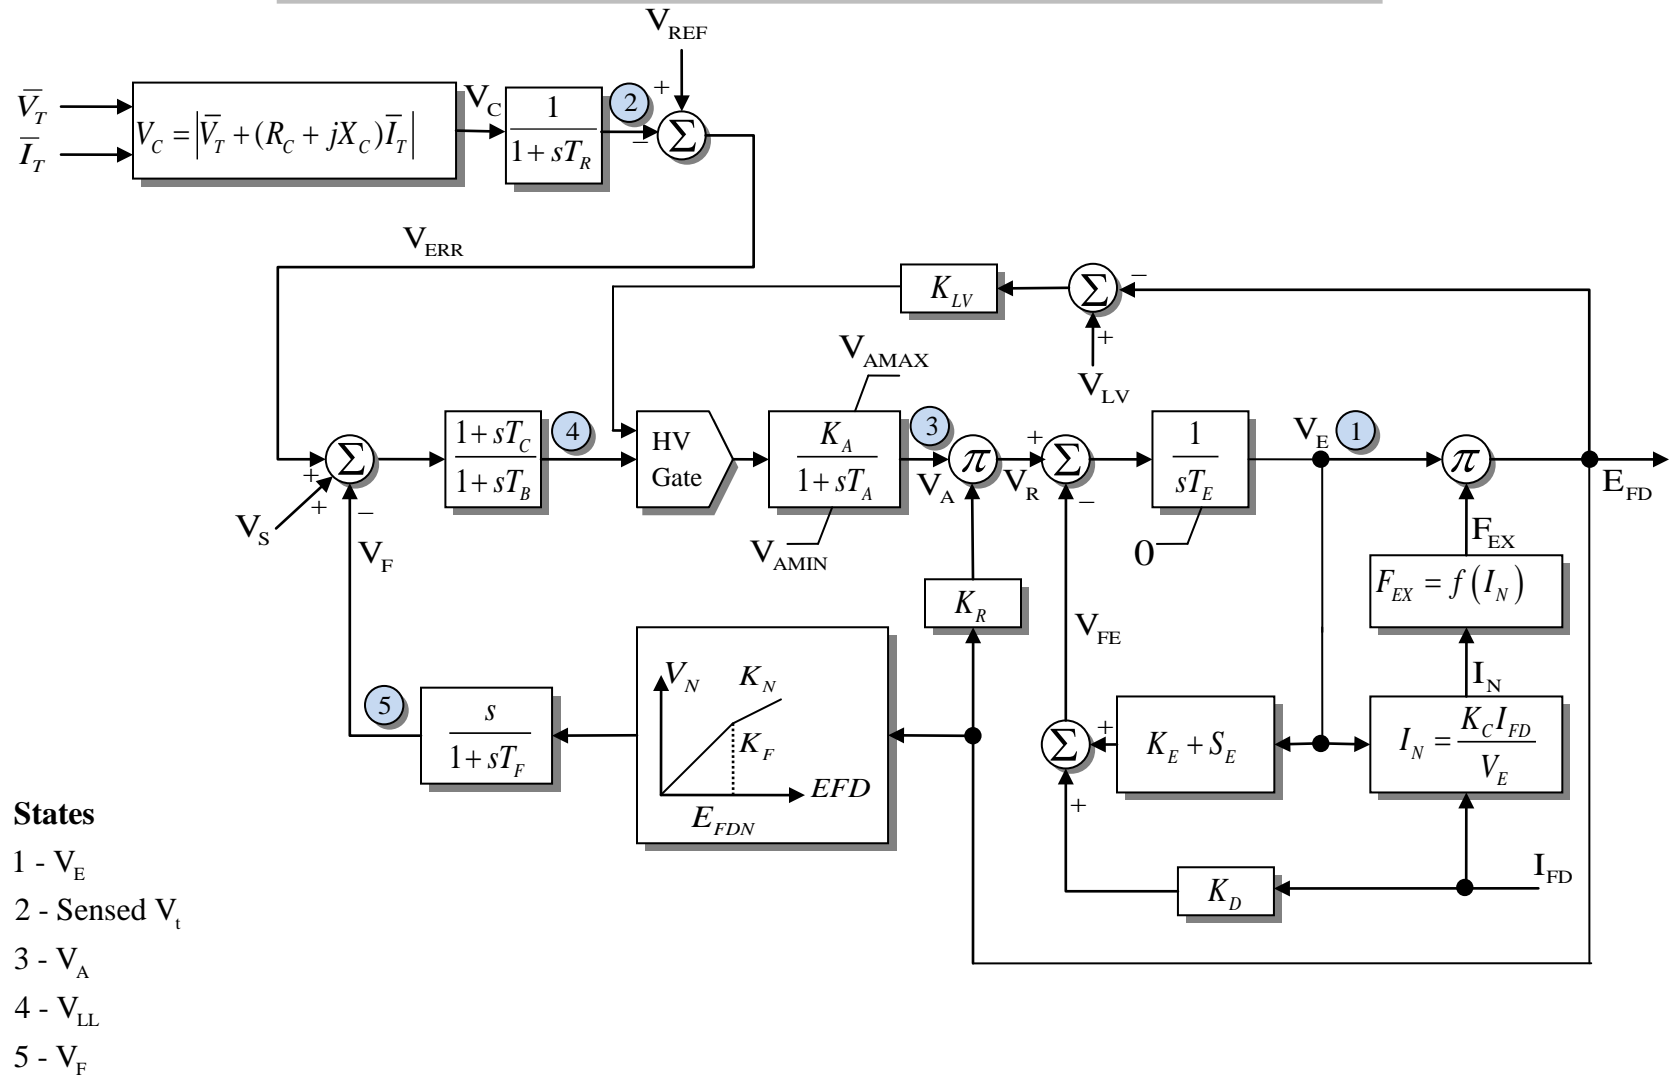 V_REF
V̅_T
I̅_T
V_C = |V̅_T + (R_C + jX_C)I̅_T|
V_C
1
1 + sT_R
2
+
−
Σ
V_ERR
K_LV
Σ
−
+
V_LV
V_AMAX
Σ
+
+
−
V_S
V_F
1 + sT_C
1 + sT_B
4
HV
Gate
K_A
1 + sT_A
V_AMIN
3
V_A
π
V_R
+
Σ
−
1
sT_E
0
V_E
1
π
E_FD
F_EX
F_EX = f(I_N)
K_R
V_FE
I_N
5
s
1 + sT_F
V_N
K_N
K_F
EFD
E_FDN
Σ
+
+
K_E + S_E
I_N = K_C I_FD
V_E
K_D
I_FD
States
1 - V_E
2 - Sensed V_t
3 - V_A
4 - V_LL
5 - V_F